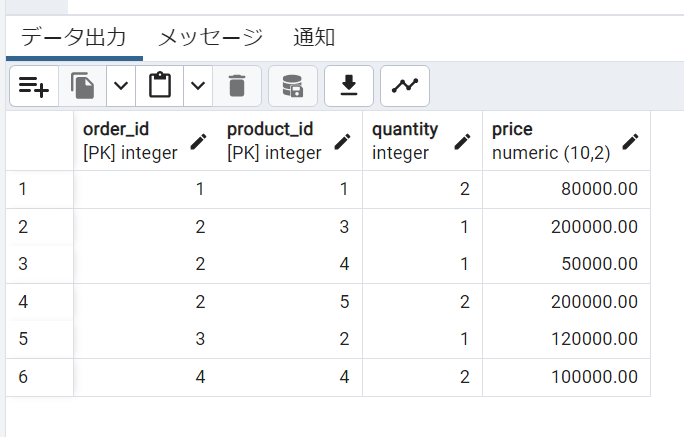 データ出力 メッセージ 通知
order_id product_id quantity price
[PK] integer [PK] integer integer numeric (10,2)
1 1 1 2 80000.00
2 2 3 1 200000.00
3 2 4 1 50000.00
4 2 5 2 200000.00
5 3 2 1 120000.00
6 4 4 2 100000.00